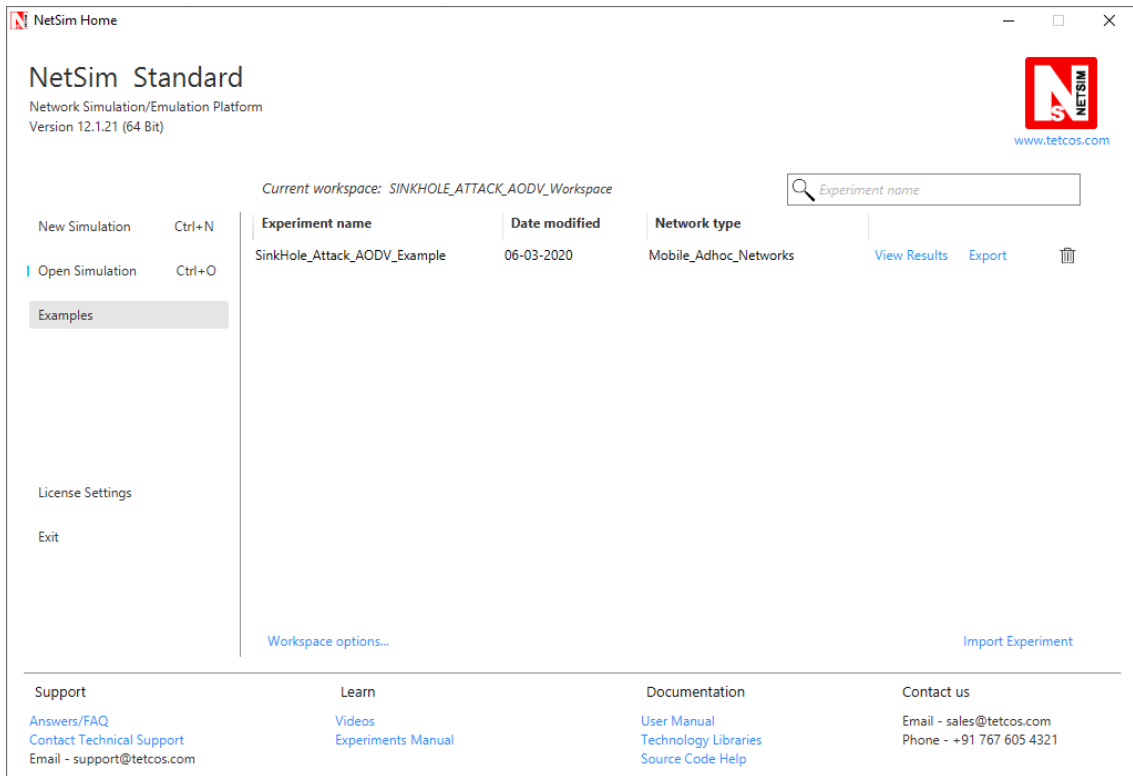 NetSim Home
NetSim Standard
Network Simulation/Emulation Platform
Version 12.1.21 (64 Bit)
NETSIM
www.tetcos.com
Current workspace: SINKHOLE_ATTACK_AODV_Workspace
Experiment name
New Simulation Ctrl+N
Open Simulation Ctrl+O
Examples
License Settings
Exit
Experiment name Date modified Network type
SinkHole_Attack_AODV_Example 06-03-2020 Mobile_Adhoc_Networks View Results Export
Workspace options... Import Experiment
Support
Answers/FAQ
Contact Technical Support
Email - support@tetcos.com
Learn
Videos
Experiments Manual
Documentation
User Manual
Technology Libraries
Source Code Help
Contact us
Email - sales@tetcos.com
Phone - +91 767 605 4321